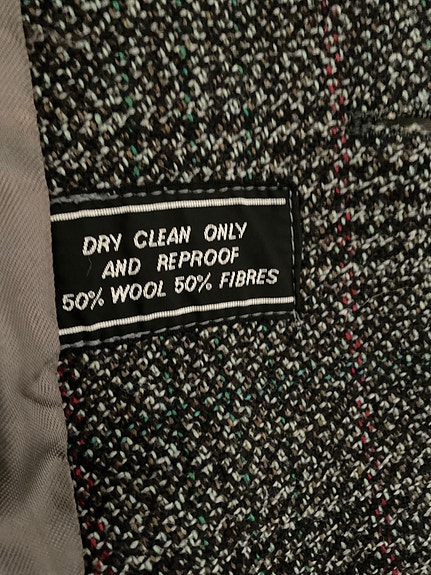 DRY CLEAN ONLY
AND REPROOF
50% WOOL 50% FIBRES